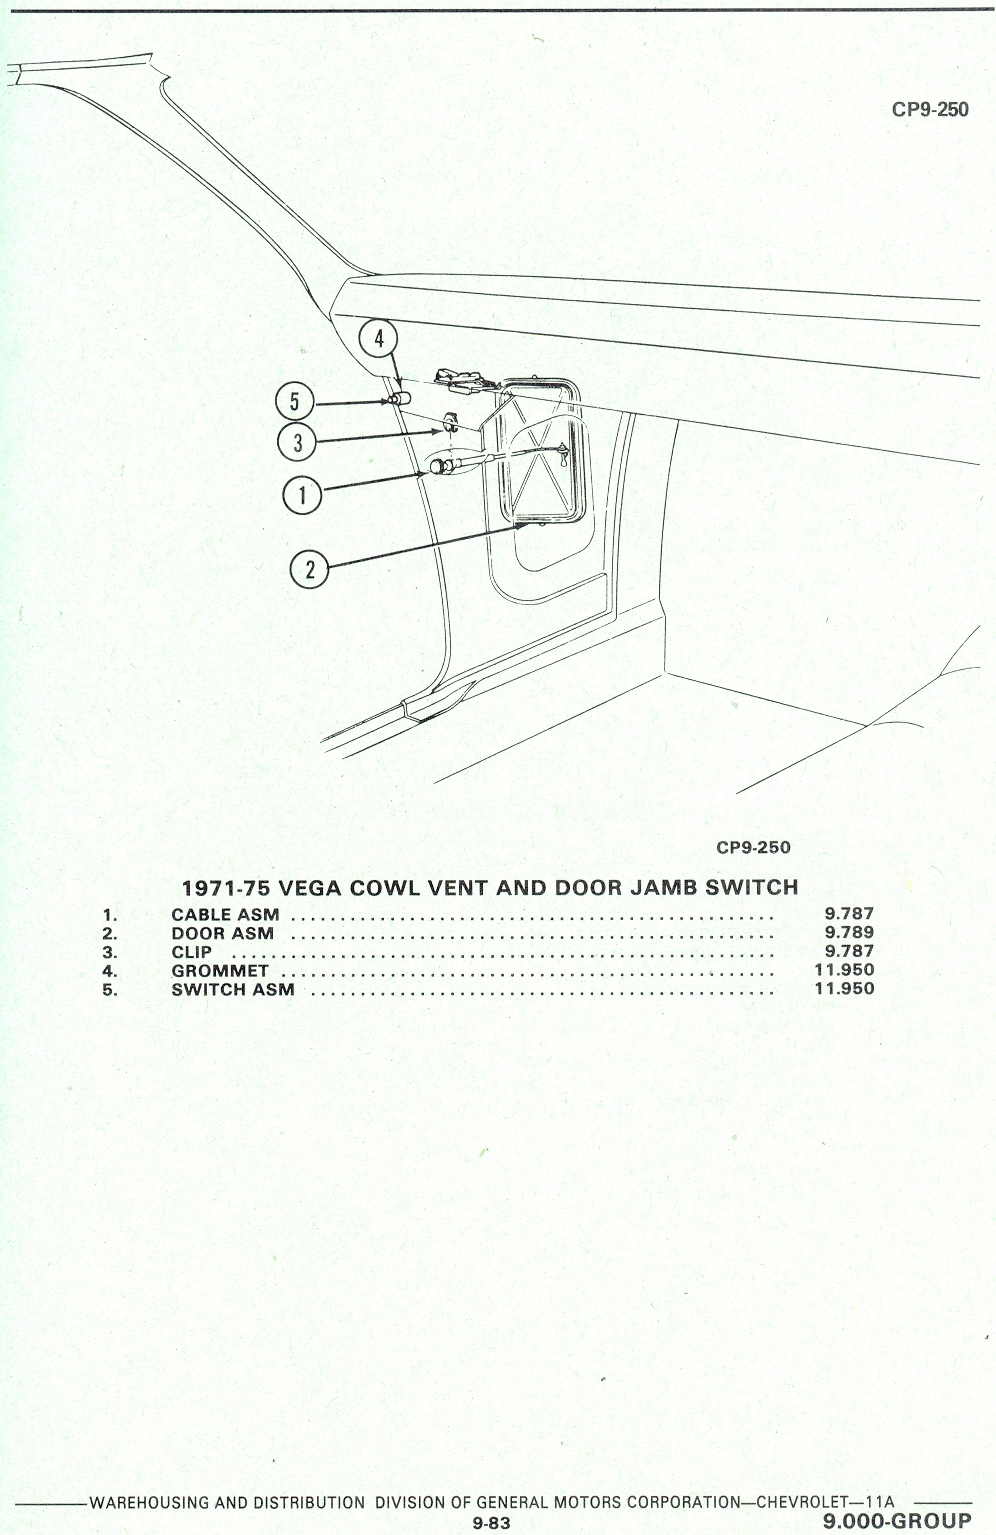 CP9-250
4
5
3
1
2
CP9-250
1971-75 VEGA COWL VENT AND DOOR JAMB SWITCH
1. CABLE ASM ................................................ 9.787
2. DOOR ASM ................................................ 9.789
3. CLIP ...................................................... 9.787
4. GROMMET ................................................. 11.950
5. SWITCH ASM .............................................. 11.950
WAREHOUSING AND DISTRIBUTION DIVISION OF GENERAL MOTORS CORPORATION—CHEVROLET—11A
9-83
9.000-GROUP